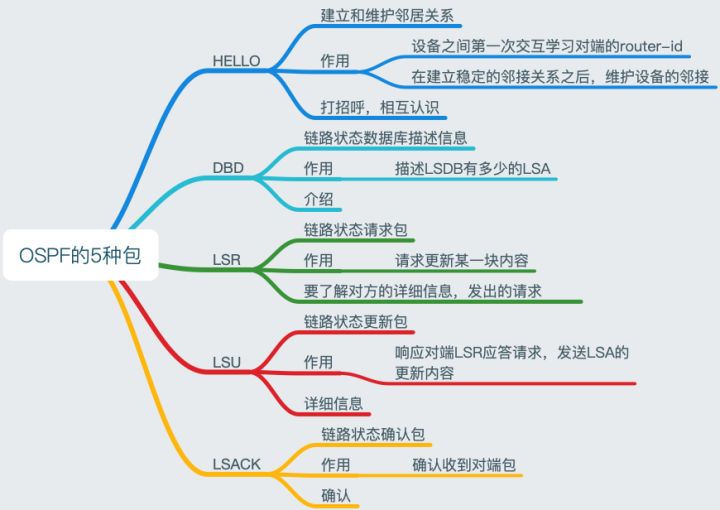 OSPF的5种包
HELLO
建立和维护邻居关系
作用
设备之间第一次交互学习对端的router-id
在建立稳定的邻接关系之后，维护设备的邻接
打招呼，相互认识
DBD
链路状态数据库描述信息
作用
描述LSDB有多少的LSA
介绍
LSR
链路状态请求包
作用
请求更新某一块内容
要了解对方的详细信息，发出的请求
LSU
链路状态更新包
作用
响应对端LSR应答请求，发送LSA的
更新内容
详细信息
LSACK
链路状态确认包
作用
确认收到对端包
确认